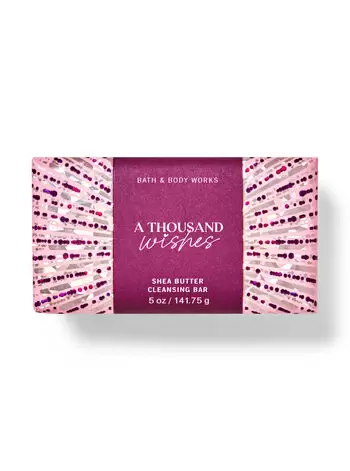 BATH & BODY WORKS
A THOUSAND
wishes
SHEA BUTTER
CLEANSING BAR
5 oz / 141.75 g